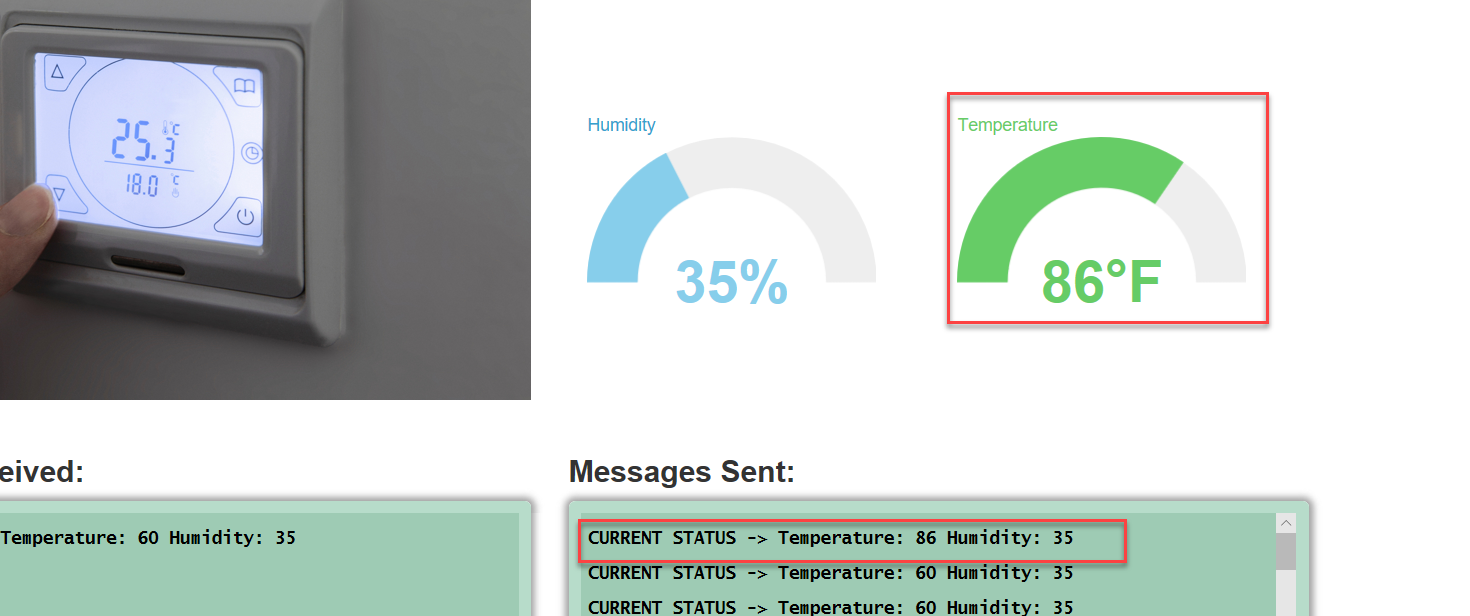 25.3 °C
18.0 °C
Humidity
35%
Temperature
86°F
eived:
Temperature: 60 Humidity: 35
Messages Sent:
CURRENT STATUS -> Temperature: 86 Humidity: 35
CURRENT STATUS -> Temperature: 60 Humidity: 35
CURRENT STATUS -> Temperature: 60 Humidity: 35